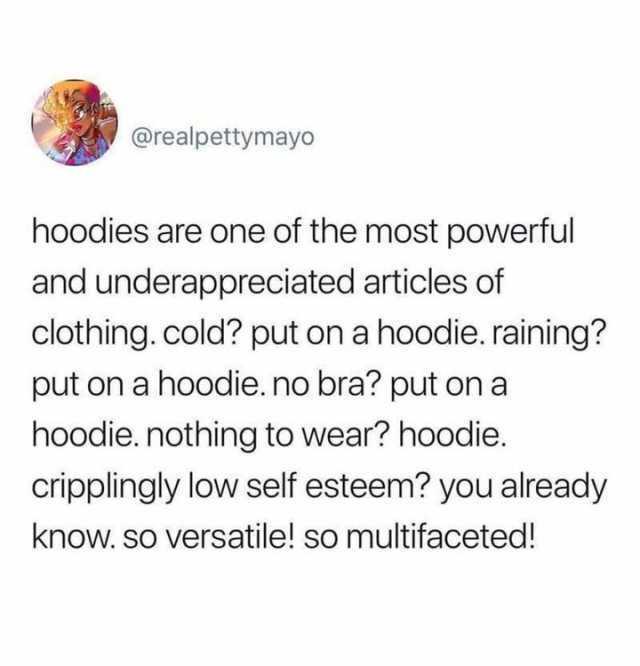 @realpettymayo
hoodies are one of the most powerful
and underappreciated articles of
clothing. cold? put on a hoodie. raining?
put on a hoodie. no bra? put on a
hoodie. nothing to wear? hoodie.
cripplingly low self esteem? you already
know. so versatile! so multifaceted!